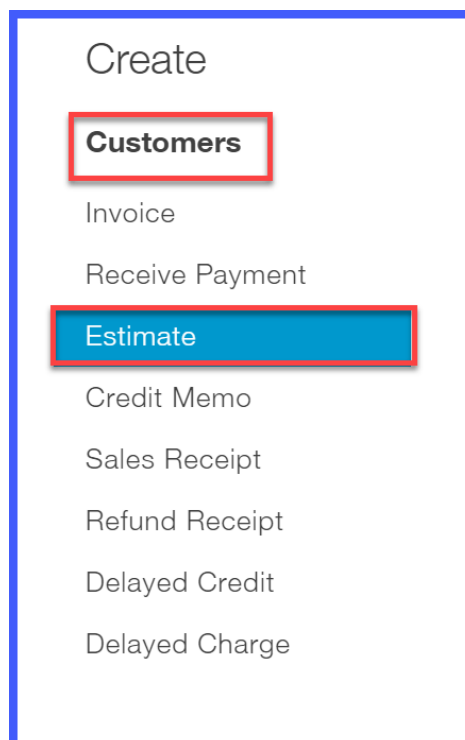 Create
Customers
Invoice
Receive Payment
Estimate
Credit Memo
Sales Receipt
Refund Receipt
Delayed Credit
Delayed Charge